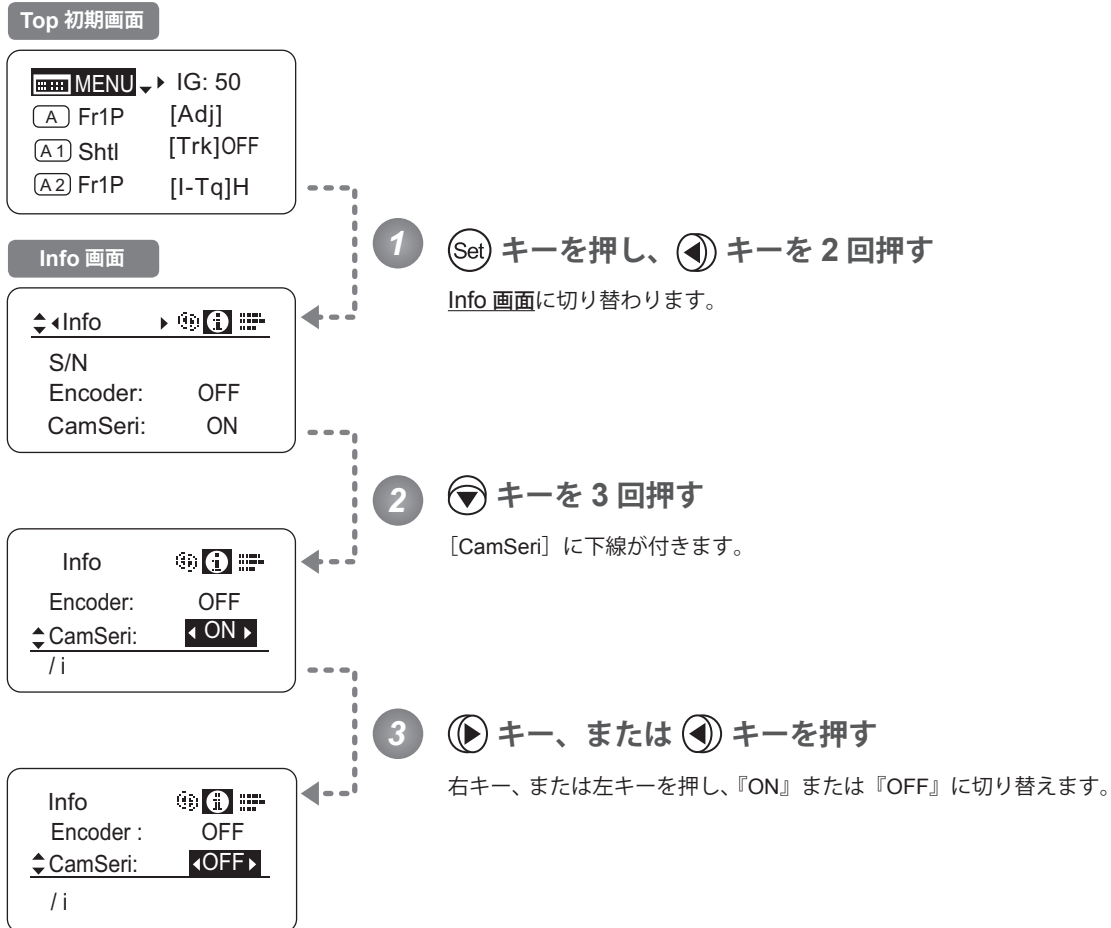 Top 初期画面
MENU IG: 50
A Fr1P [Adj]
A1 Shtl [Trk]OFF
A2 Fr1P [I-Tq]H
1 Set キーを押し、 キーを 2 回押す
Info 画面に切り替わります。
Info 画面
Info
S/N
Encoder: OFF
CamSeri: ON
2 キーを 3 回押す
［CamSeri］に下線が付きます。
Info
Encoder: OFF
CamSeri: ON
/ i
3 キー、または キーを押す
右キー、または左キーを押し、『ON』または『OFF』に切り替えます。
Info
Encoder : OFF
CamSeri: OFF
/ i